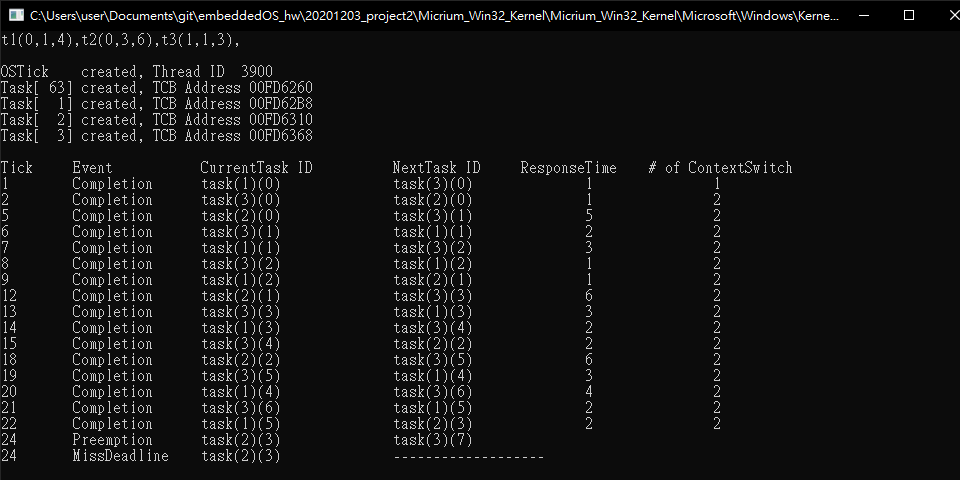 C:\Users\user\Documents\git\embeddedOS_hw\20201203_project2\Micrium_Win32_Kernel\Micrium_Win32_Kernel\Microsoft\Windows\Kerne...
t1(0,1,4),t2(0,3,6),t3(1,1,3),
OSTick    created, Thread ID  3900
Task[ 63] created, TCB Address 00FD6260
Task[  1] created, TCB Address 00FD62B8
Task[  2] created, TCB Address 00FD6310
Task[  3] created, TCB Address 00FD6368
Tick     Event           CurrentTask ID          NextTask ID     ResponseTime    # of ContextSwitch
1        Completion      task(1)(0)              task(3)(0)              1               1
2        Completion      task(3)(0)              task(2)(0)              1               2
5        Completion      task(2)(0)              task(3)(1)              5               2
6        Completion      task(3)(1)              task(1)(1)              2               2
7        Completion      task(1)(1)              task(3)(2)              3               2
8        Completion      task(3)(2)              task(1)(2)              1               2
9        Completion      task(1)(2)              task(2)(1)              1               2
12       Completion      task(2)(1)              task(3)(3)              6               2
13       Completion      task(3)(3)              task(1)(3)              3               2
14       Completion      task(1)(3)              task(3)(4)              2               2
15       Completion      task(3)(4)              task(2)(2)              2               2
18       Completion      task(2)(2)              task(3)(5)              6               2
19       Completion      task(3)(5)              task(1)(4)              3               2
20       Completion      task(1)(4)              task(3)(6)              4               2
21       Completion      task(3)(6)              task(1)(5)              2               2
22       Completion      task(1)(5)              task(2)(3)              2               2
24       Preemption      task(2)(3)              task(3)(7)
24       MissDeadline    task(2)(3)              -------------------